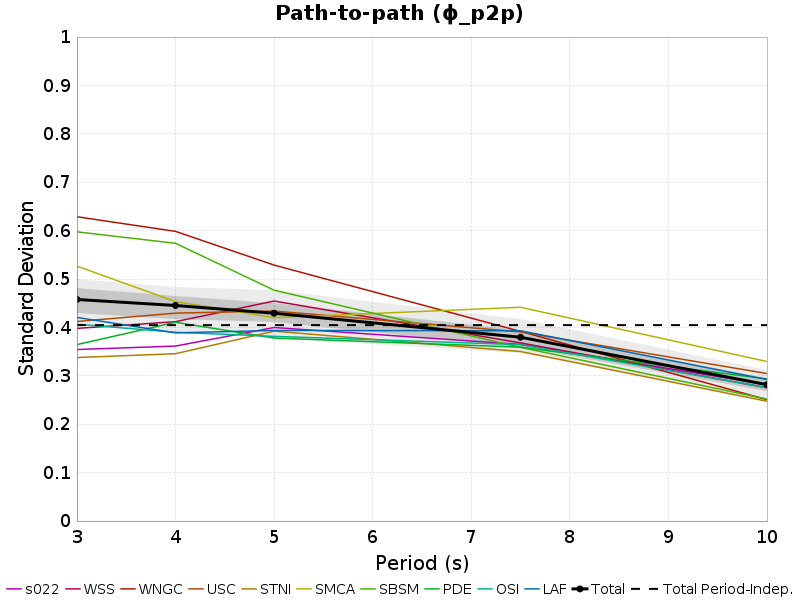 Path-to-path (ϕ_p2p)
1
0.9
0.8
0.7
0.6
0.5
0.4
0.3
0.2
0.1
0
Standard Deviation
3 4 5 6 7 8 9 10
Period (s)
s022 WSS WNGC USC STNI SMCA SBSM PDE OSI LAF Total Total Period-Indep.